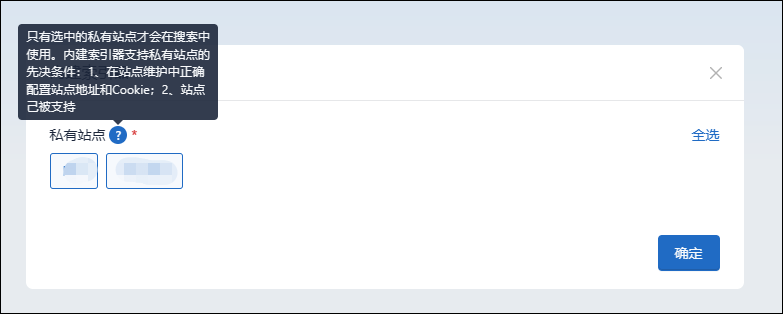 只有选中的私有站点才会在搜索中
使用。内建索引器支持私有站点的
先决条件：1、在站点维护中正确
配置站点地址和Cookie；2、站点
己被支持
私有站点 ? *
全选
确定